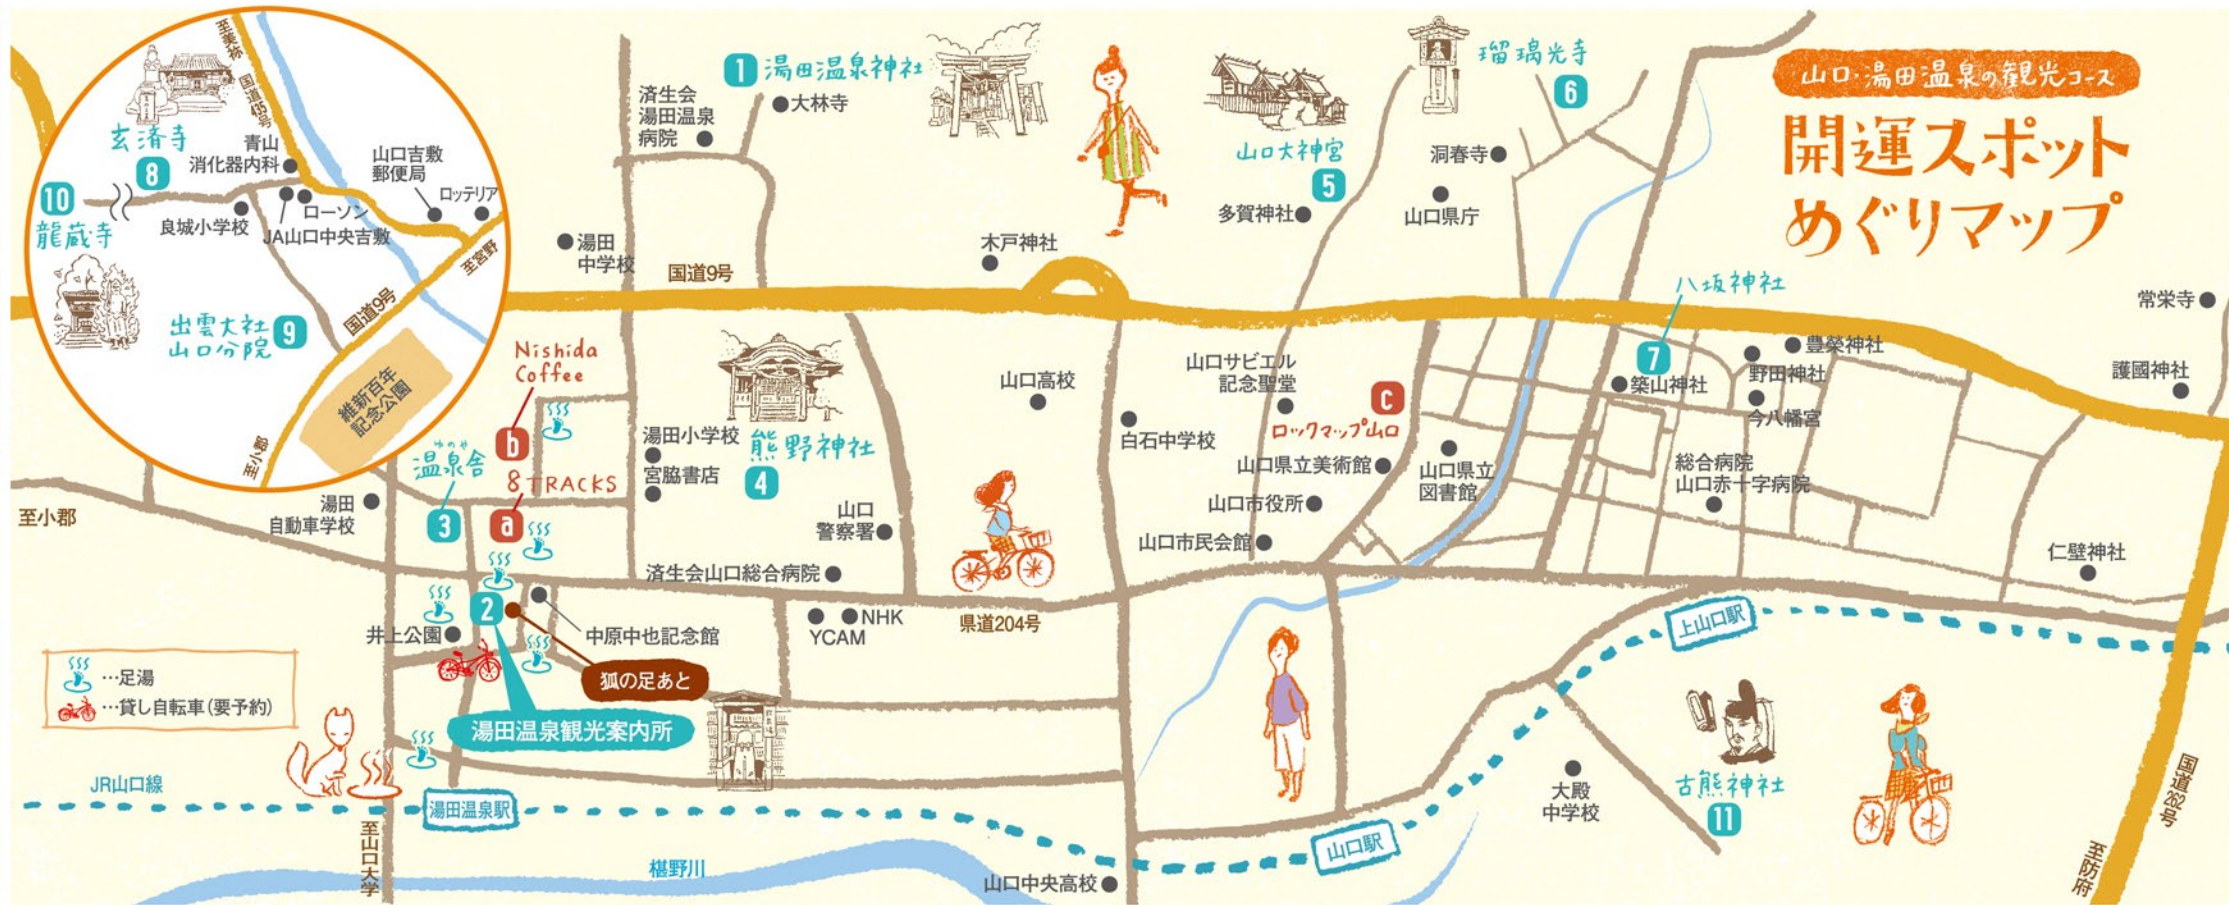 山口・湯田温泉の観光コース
開運スポット
めぐりマップ
至美祢
国道435号
玄済寺
8
青山
消化器内科
山口吉敷
郵便局
ロッテリア
10
龍蔵寺
良城小学校
ローソン
JA山口中央吉敷
至宮野
国道9号
出雲大社
山口分院
9
維新百年
記念公園
至小郡
1
湯田温泉神社
大林寺
済生会
湯田温泉
病院
湯田
中学校
国道9号
木戸神社
山口大神宮
5
多賀神社
瑠璃光寺
6
洞春寺
山口県庁
八坂神社
7
築山神社
豊榮神社
野田神社
今八幡宮
常栄寺
護國神社
Nishida
Coffee
b
8 TRACKS
a
ゆのや
温泉舎
3
湯田小学校
宮脇書店
熊野神社
4
山口
警察署
山口高校
白石中学校
山口サビエル
記念聖堂
c
ロックマップ山口
山口県立美術館
山口市役所
山口市民会館
山口県立
図書館
総合病院
山口赤十字病院
仁壁神社
至小郡
湯田
自動車学校
済生会山口総合病院
2
井上公園
中原中也記念館
狐の足あと
湯田温泉観光案内所
YCAM
NHK
県道204号
上山口駅
…足湯
…貸し自転車(要予約)
JR山口線
湯田温泉駅
至山口大学
椹野川
山口中央高校
山口駅
大殿
中学校
古熊神社
11
国道262号
至防府